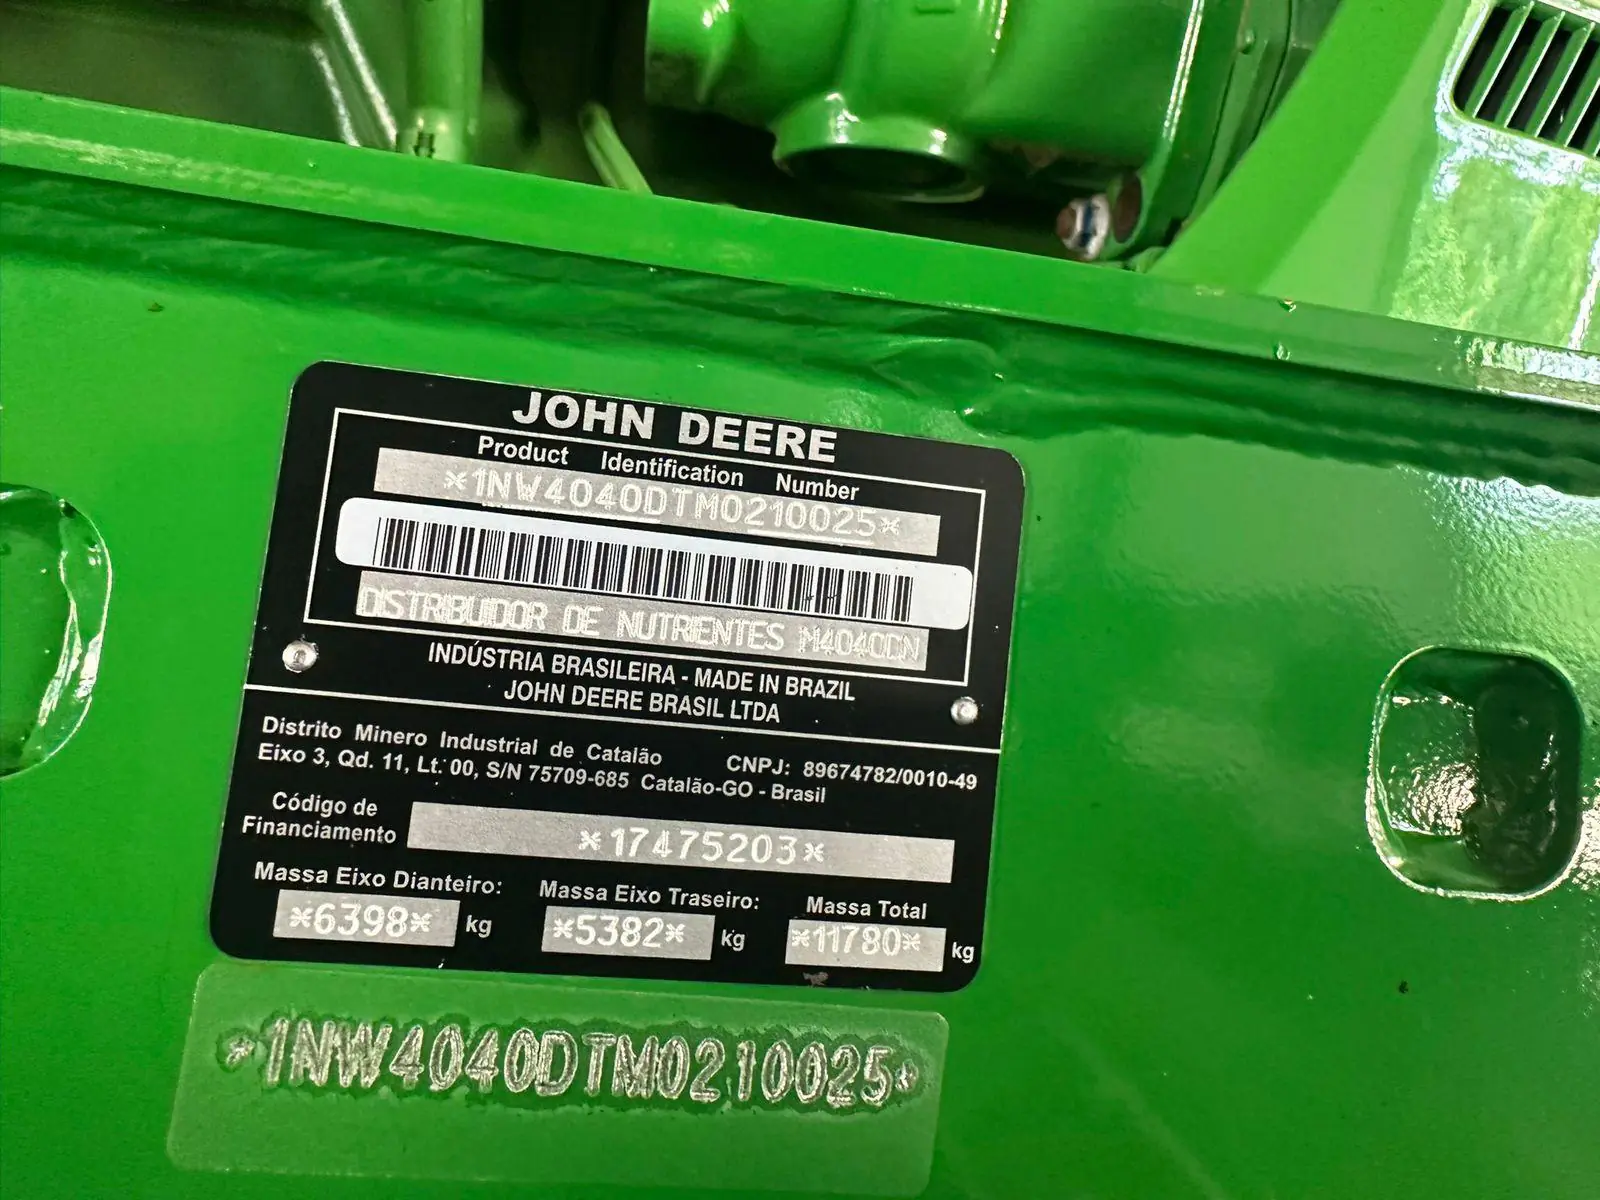 JOHN DEERE
Product Identification Number
*1NW4040DTM0210025*
DISTRIBUIDOR DE NUTRIENTES M4040DN
INDÚSTRIA BRASILEIRA - MADE IN BRAZIL
JOHN DEERE BRASIL LTDA
Distrito Minero Industrial de Catalão CNPJ: 89674782/0010-49
Eixo 3, Qd. 11, Lt. 00, S/N 75709-685 Catalão-GO - Brasil
Código de
Financiamento *17475203*
Massa Eixo Dianteiro: Massa Eixo Traseiro: Massa Total
*6398* kg *5382* kg *11780* kg
*1NW4040DTM0210025*